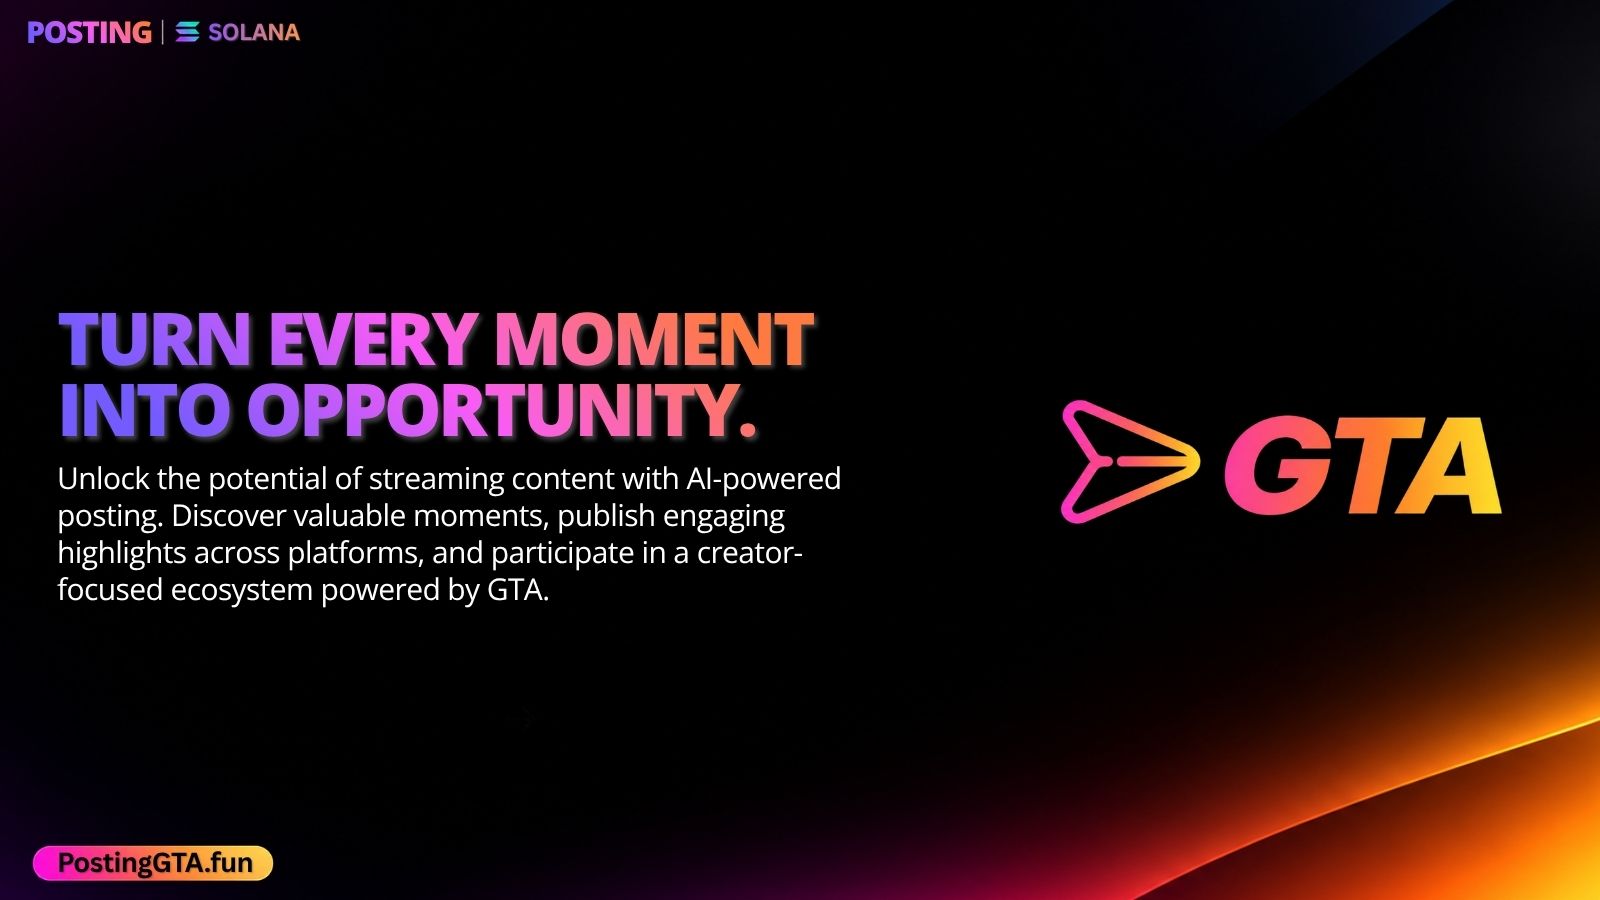 POSTING | SOLANA
TURN EVERY MOMENT
INTO OPPORTUNITY.
Unlock the potential of streaming content with AI-powered
posting. Discover valuable moments, publish engaging
highlights across platforms, and participate in a creator-
focused ecosystem powered by GTA.
GTA
PostingGTA.fun